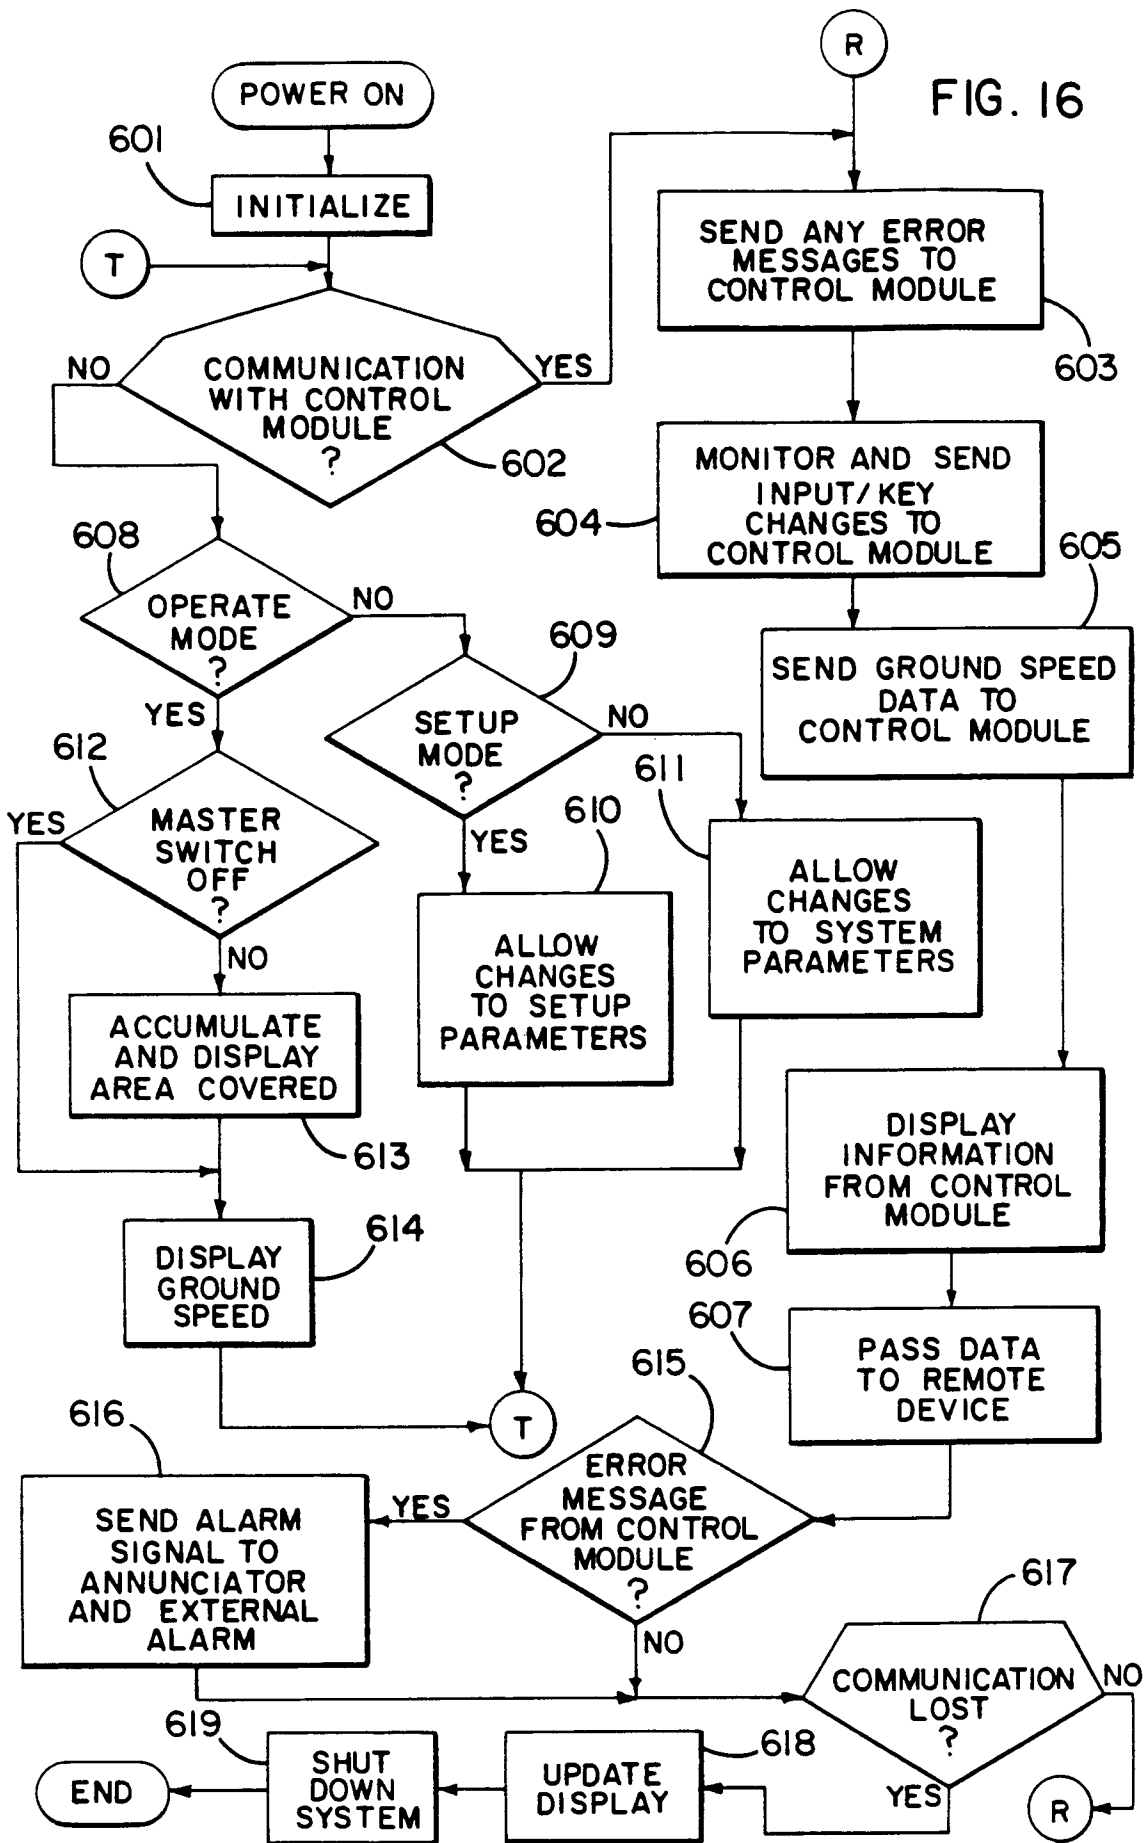 R
FIG. 16
POWER ON
601
INITIALIZE
T
SEND ANY ERROR
MESSAGES TO
CONTROL MODULE
603
NO
COMMUNICATION
WITH CONTROL
MODULE
?
YES
602
MONITOR AND SEND
INPUT/KEY
CHANGES TO
CONTROL MODULE
604
605
608
OPERATE
MODE
?
NO
YES
609
SEND GROUND SPEED
DATA TO
CONTROL MODULE
SETUP
MODE
?
NO
YES
612
YES
MASTER
SWITCH
OFF
?
NO
610
611
ALLOW
CHANGES
TO SYSTEM
PARAMETERS
ALLOW
CHANGES
TO SETUP
PARAMETERS
ACCUMULATE
AND DISPLAY
AREA COVERED
613
DISPLAY
INFORMATION
FROM CONTROL
MODULE
606
DISPLAY
GROUND
SPEED
614
607
PASS DATA
TO REMOTE
DEVICE
T
615
616
ERROR
MESSAGE
FROM CONTROL
MODULE
?
YES
NO
SEND ALARM
SIGNAL TO
ANNUNCIATOR
AND EXTERNAL
ALARM
617
COMMUNICATION
LOST
?
NO
YES
R
618
UPDATE
DISPLAY
619
SHUT
DOWN
SYSTEM
END